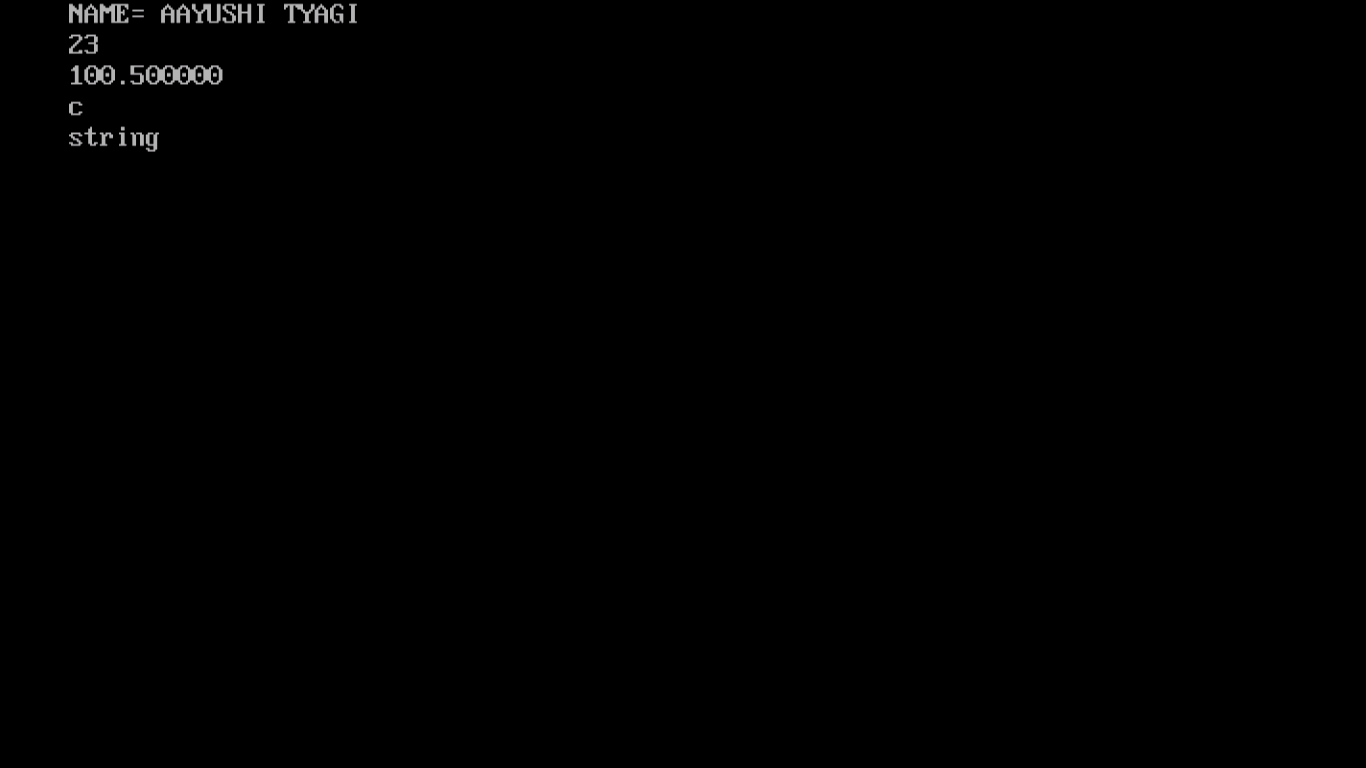 NAME= AAYUSHI TYAGI
23
100.500000
c
string